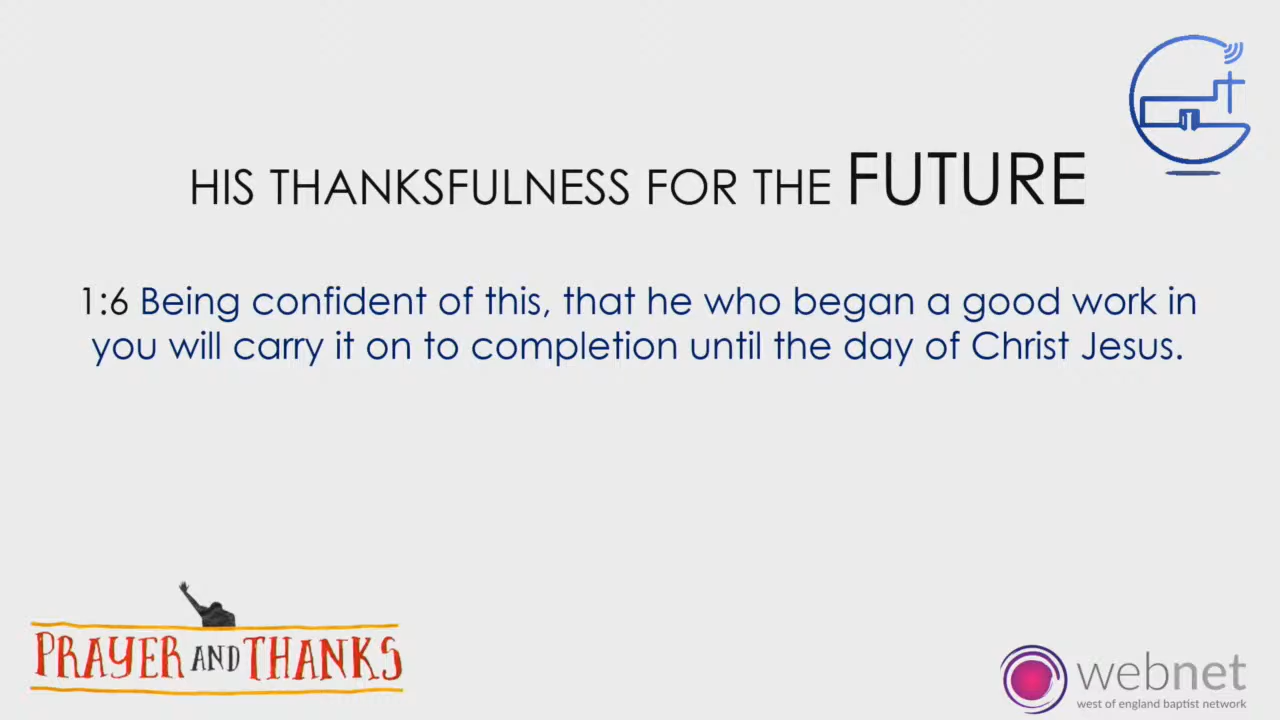 HIS THANKSFULNESS FOR THE FUTURE
1:6 Being confident of this, that he who began a good work in
you will carry it on to completion until the day of Christ Jesus.
PRAYER AND THANKS
webnet
west of england baptist network